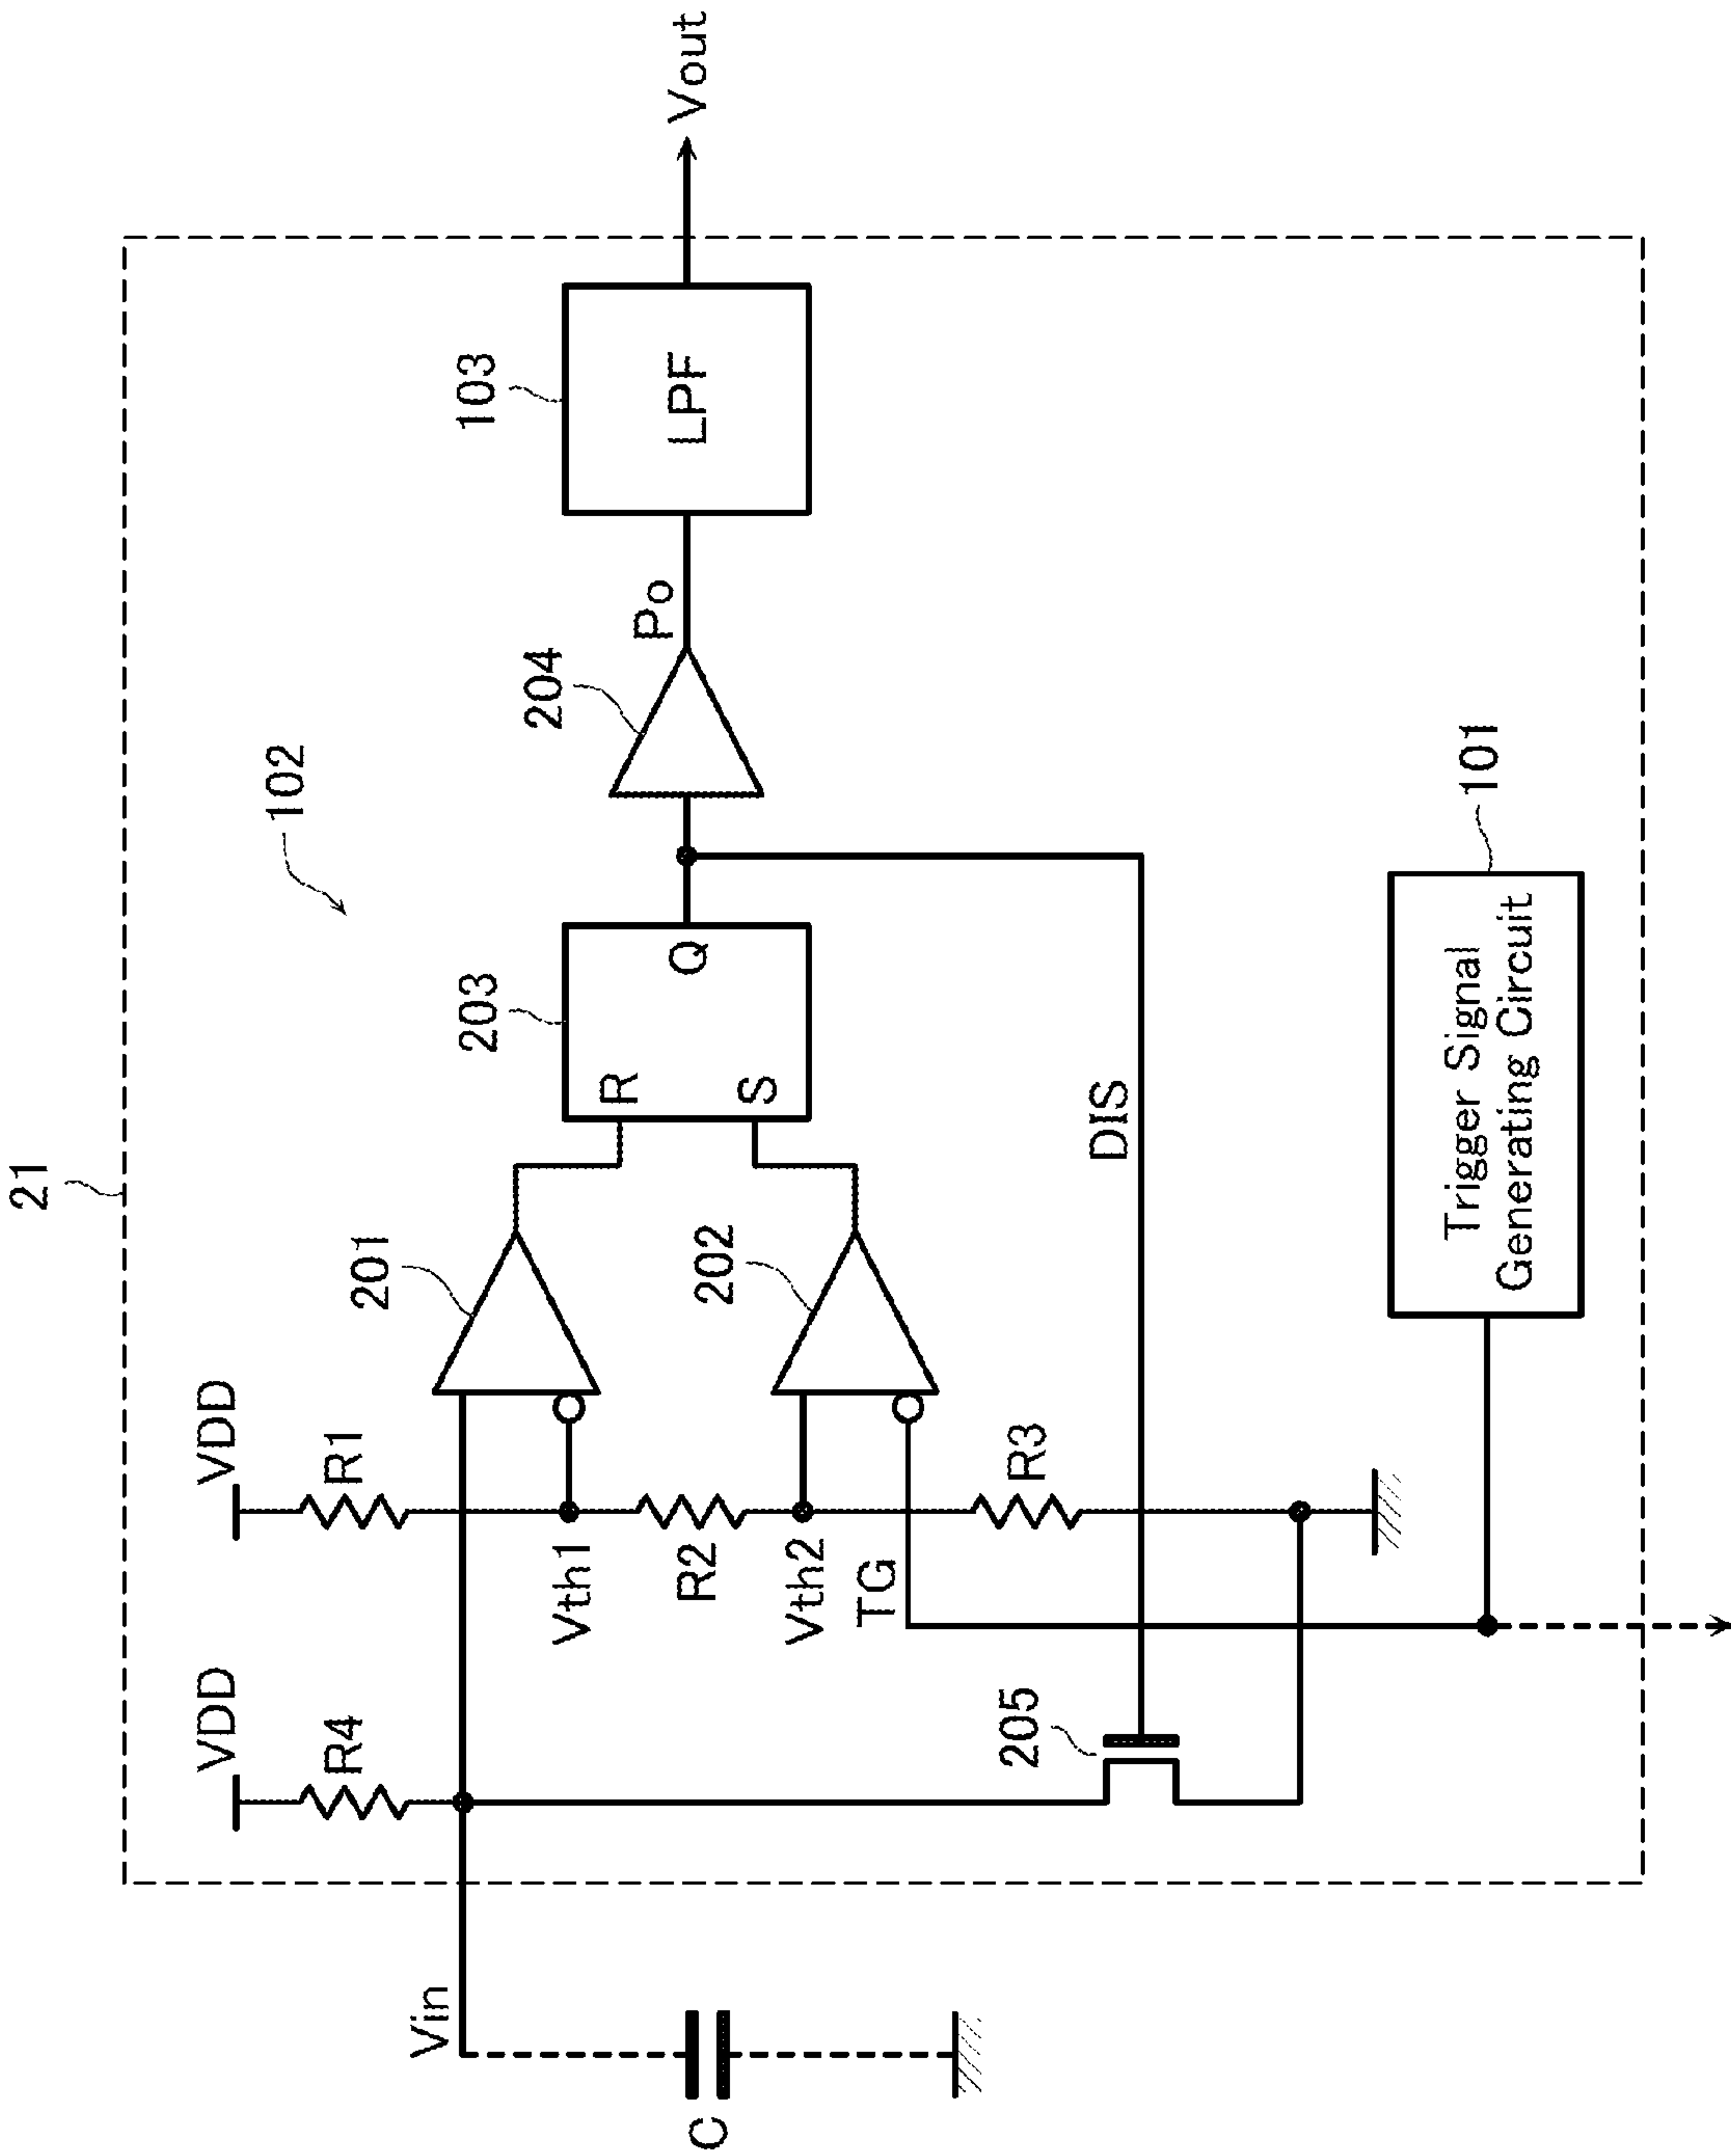 21
102
VDD
VDD
R4
R1
201
Vin
Vth1
R
203
Q
204
Po
103
LPF
Vout
C
R2
Vth2
202
S
TG
R3
205
DIS
101
Trigger Signal
Generating Circuit